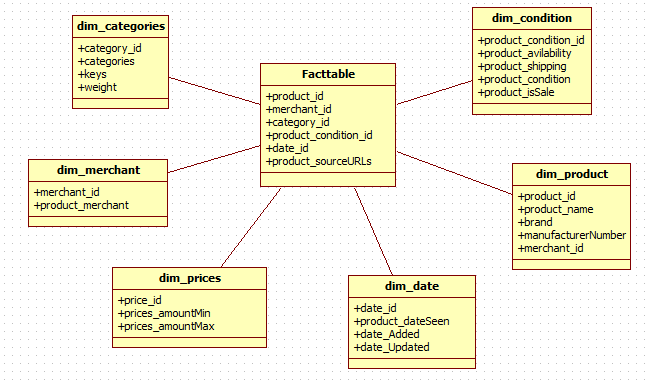 dim_categories
+category_id
+categories
+keys
+weight
dim_condition
+product_condition_id
+product_avilability
+product_shipping
+product_condition
+product_isSale
Facttable
+product_id
+merchant_id
+category_id
+product_condition_id
+date_id
+product_sourceURLs
dim_merchant
+merchant_id
+product_merchant
dim_product
+product_id
+product_name
+brand
+manufacturerNumber
+merchant_id
dim_prices
+price_id
+prices_amountMin
+prices_amountMax
dim_date
+date_id
+product_dateSeen
+date_Added
+date_Updated